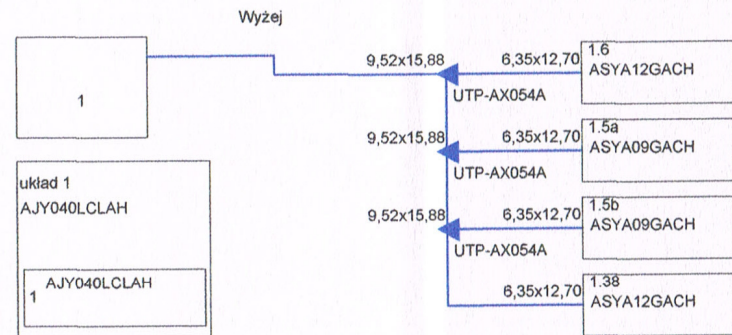 Wyżej
1
9,52x15,88
6,35x12,70
1.6
ASYA12GACH
UTP-AX054A
9,52x15,88
6,35x12,70
1.5a
ASYA09GACH
UTP-AX054A
układ 1
AJY040LCLAH
9,52x15,88
6,35x12,70
1.5b
ASYA09GACH
UTP-AX054A
1
AJY040LCLAH
6,35x12,70
1.38
ASYA12GACH